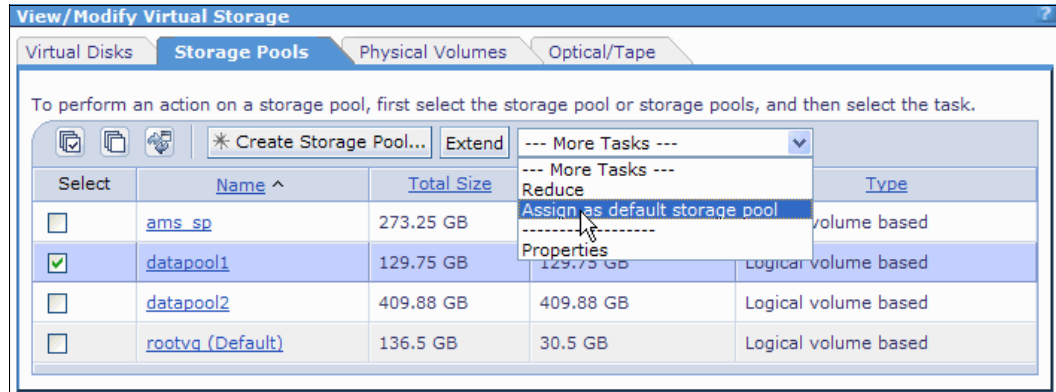 View/Modify Virtual Storage ?
Virtual Disks Storage Pools Physical Volumes Optical/Tape
To perform an action on a storage pool, first select the storage pool or storage pools, and then select the task.
Create Storage Pool... Extend --- More Tasks ---
--- More Tasks ---
Reduce
Assign as default storage pool
------------------
Properties
Select Name Total Size Type
ams_sp 273.25 GB volume based
datapool1 129.75 GB 129.75 GB Logical volume based
datapool2 409.88 GB 409.88 GB Logical volume based
rootvg (Default) 136.5 GB 30.5 GB Logical volume based